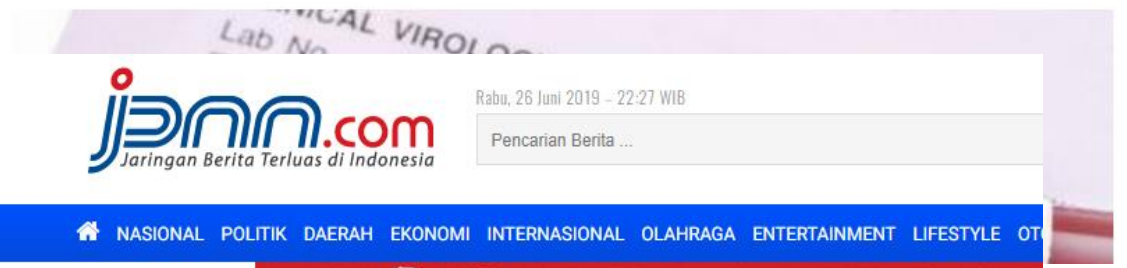 Lab No
VIROL
jpnn.com
Jaringan Berita Terluas di Indonesia
Rabu, 26 Juni 2019 - 22:27 WIB
Pencarian Berita ...
NASIONAL POLITIK DAERAH EKONOMI INTERNASIONAL OLAHRAGA ENTERTAINMENT LIFESTYLE